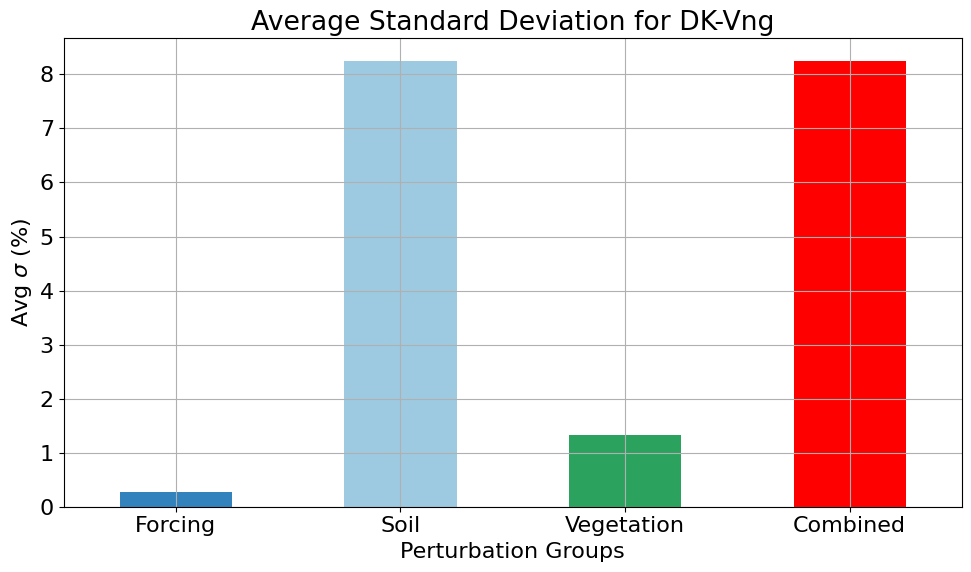 Average Standard Deviation for DK-Vng
Avg σ (%)
8
7
6
5
4
3
2
1
0
Forcing Soil Vegetation Combined
Perturbation Groups